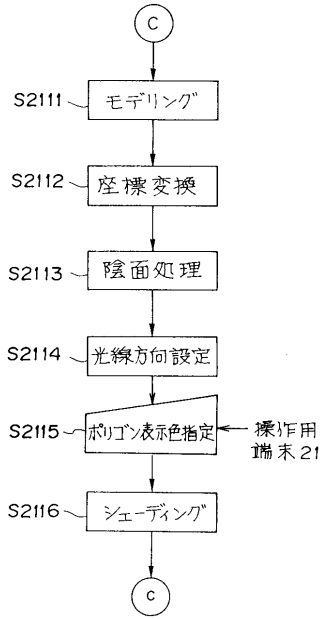 C
S2111
モデリング
S2112
座標変換
S2113
陰面処理
S2114
光線方向設定
S2115
ポリゴン表示色指定
操作用
端末21
S2116
シェーディング
C